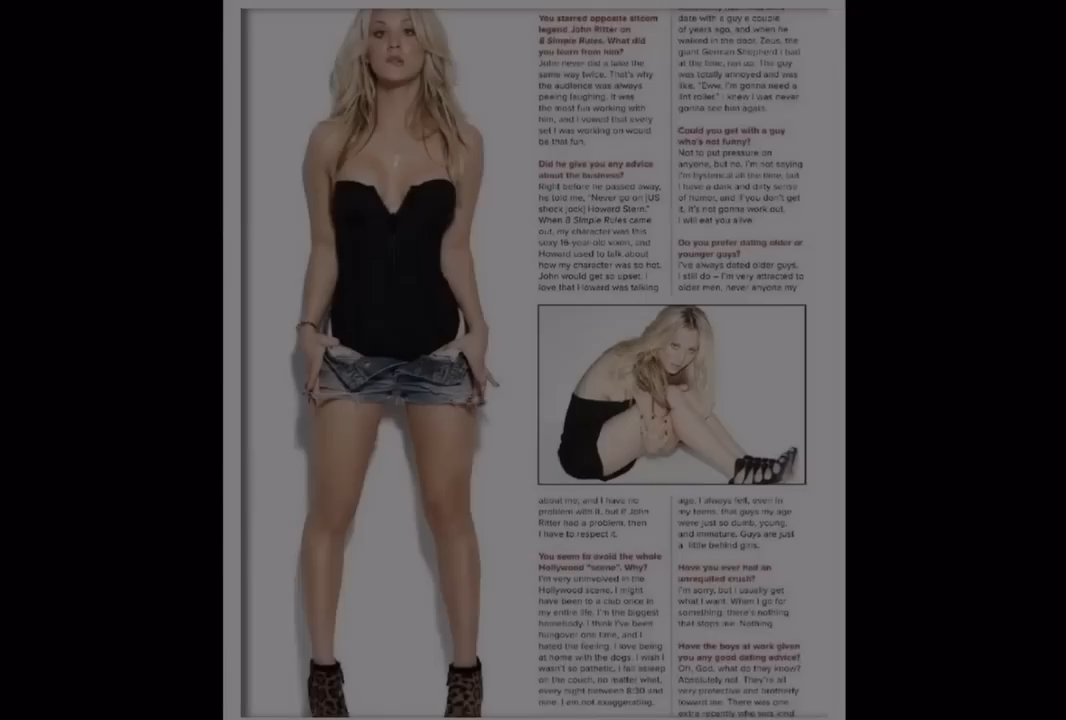 You starred opposite sitcom
legend John Ritter on
8 Simple Rules. What did
you learn from him?
John never did a take the
same way twice. That's why
the audience was always
peeing laughing. It was
the most fun working with
him, and I vowed that every
set I was working on would
be that fun.
Did he give you any advice
about the business?
Right before he passed away,
he told me, "Never go on [US
shock jock] Howard Stern."
When 8 Simple Rules came
out, my character was this
sexy 16-year-old vixen, and
Howard used to talk about
how my character was so hot.
John would get so upset. I
love that Howard was talking
about me, and I have no
problem with it, but if John
Ritter had a problem, then
I have to respect it.
You seem to avoid the whole
Hollywood "scene". Why?
I'm very uninvolved in the
Hollywood scene. I might
have been to a club once in
my entire life. I'm the biggest
homebody. I think I've been
hungover one time, and I
hated the feeling. I love being
at home with the dogs. I wish I
wasn't so pathetic. I fall asleep
on the couch, no matter what,
every night between 8:30 and
nine. I am not exaggerating.
date with a guy a couple
of years ago, and when he
walked in the door, Zeus, the
giant German Shepherd I had
at the time, ran up. The guy
was totally annoyed and was
like, "Eww, I'm gonna need a
lint roller." I knew I was never
gonna see him again.
Could you get with a guy
who's not funny?
Not to put pressure on
anyone, but no. I'm not saying
I'm hysterical all the time, but
I have a dark and dirty sense
of humor, and if you don't get
it, it's not gonna work out.
I will eat you alive.
Do you prefer dating older or
younger guys?
I've always dated older guys.
I still do – I'm very attracted to
older men, never anyone my
age. I always felt, even in
my teens, that guys my age
were just so dumb, young,
and immature. Guys are just
a little behind girls.
Have you ever had an
unrequited crush?
I'm sorry, but I usually get
what I want. When I go for
something, there's nothing
that stops me. Nothing.
Have the boys at work given
you any good dating advice?
Oh, God, what do they know?
Absolutely not. They're all
very protective and brotherly
toward me. There was one
extra recently who was kind